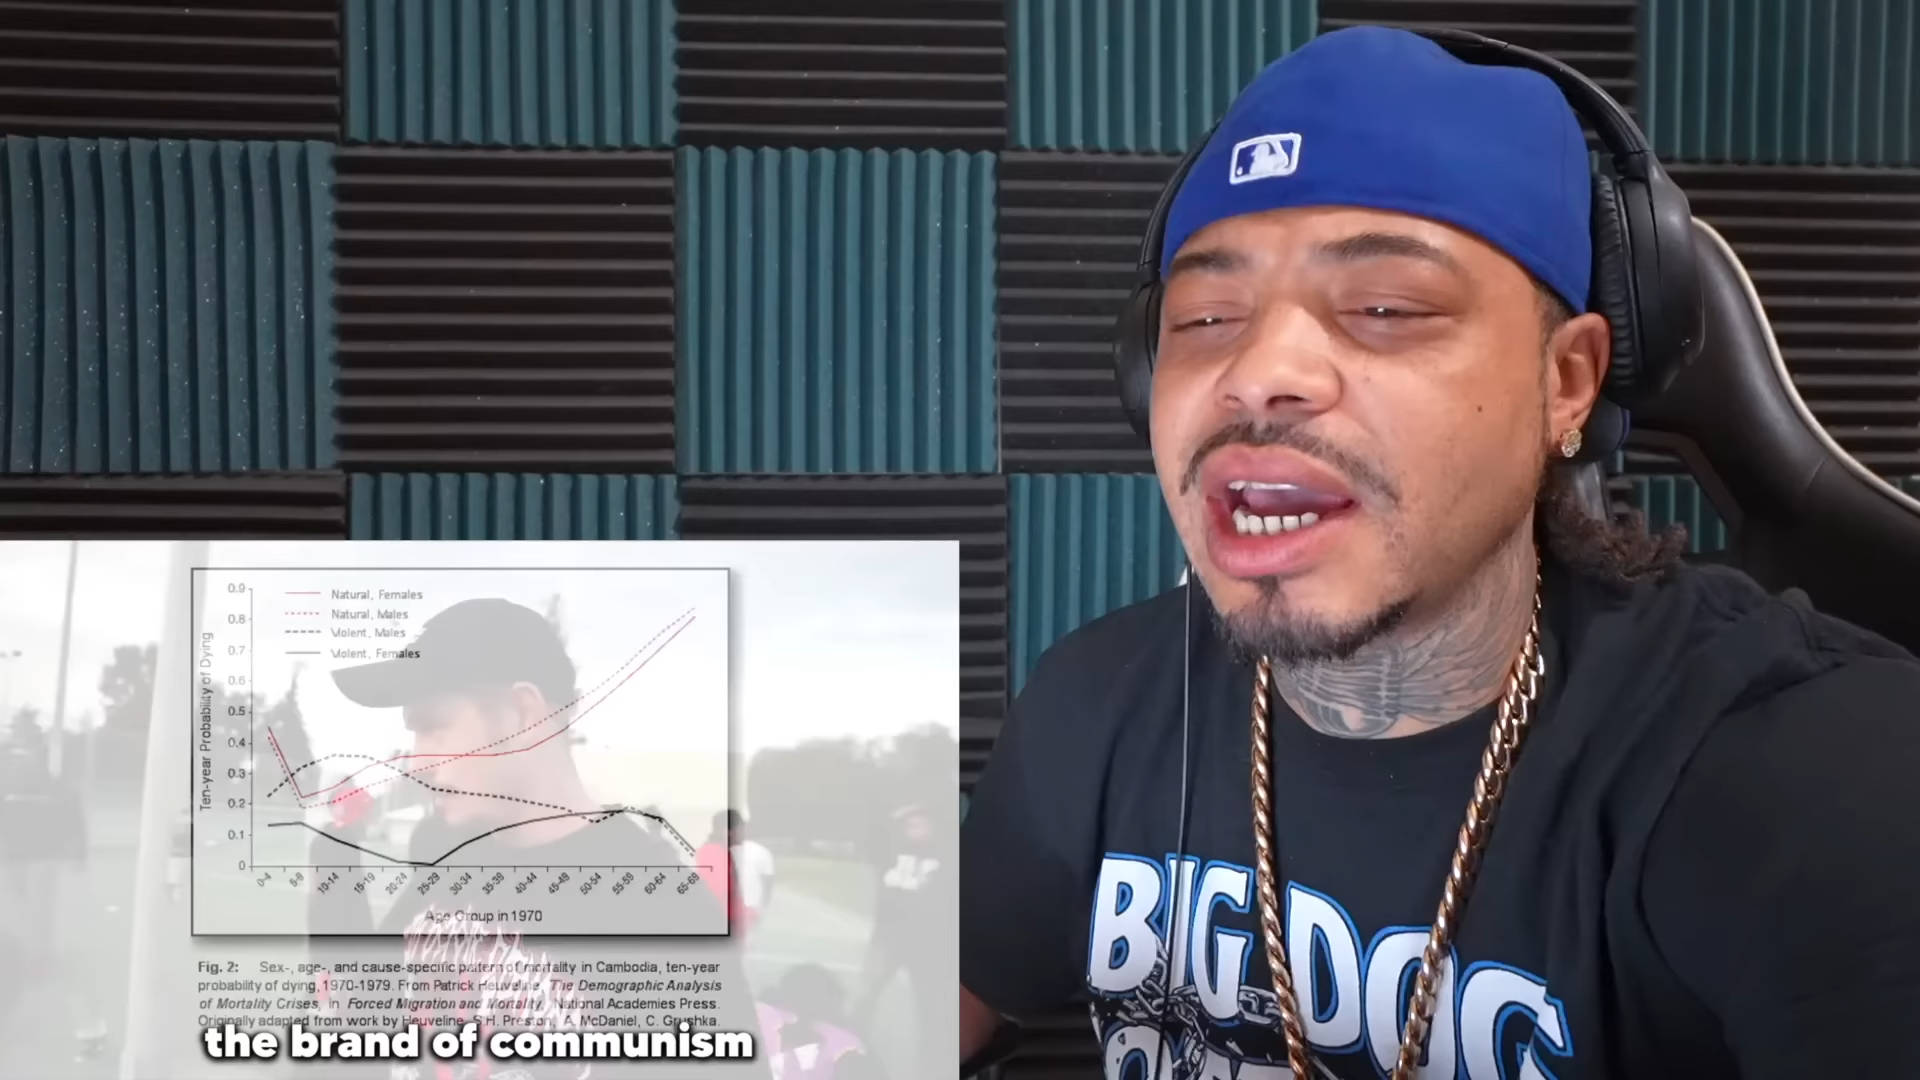 0.9
0.8
0.7
0.6
0.5
0.4
0.3
0.2
0.1
0
Ten-year Probability of Dying
Natural, Females
Natural, Males
Violent, Males
Violent, Females
0-4
5-9
10-14
15-19
20-24
25-29
30-34
35-39
40-44
45-49
50-54
55-59
60-64
65-69
Age Group in 1970
Fig. 2: Sex-, age-, and cause-specific pattern of mortality in Cambodia, ten-year
probability of dying, 1970-1979. From Patrick Heuveline, The Demographic Analysis
of Mortality Crises, in Forced Migration and Mortality, National Academies Press.
Originally adapted from work by Heuveline, S.H. Preston, A. McDaniel, C. Grushka.
the brand of communism
BIG DOG